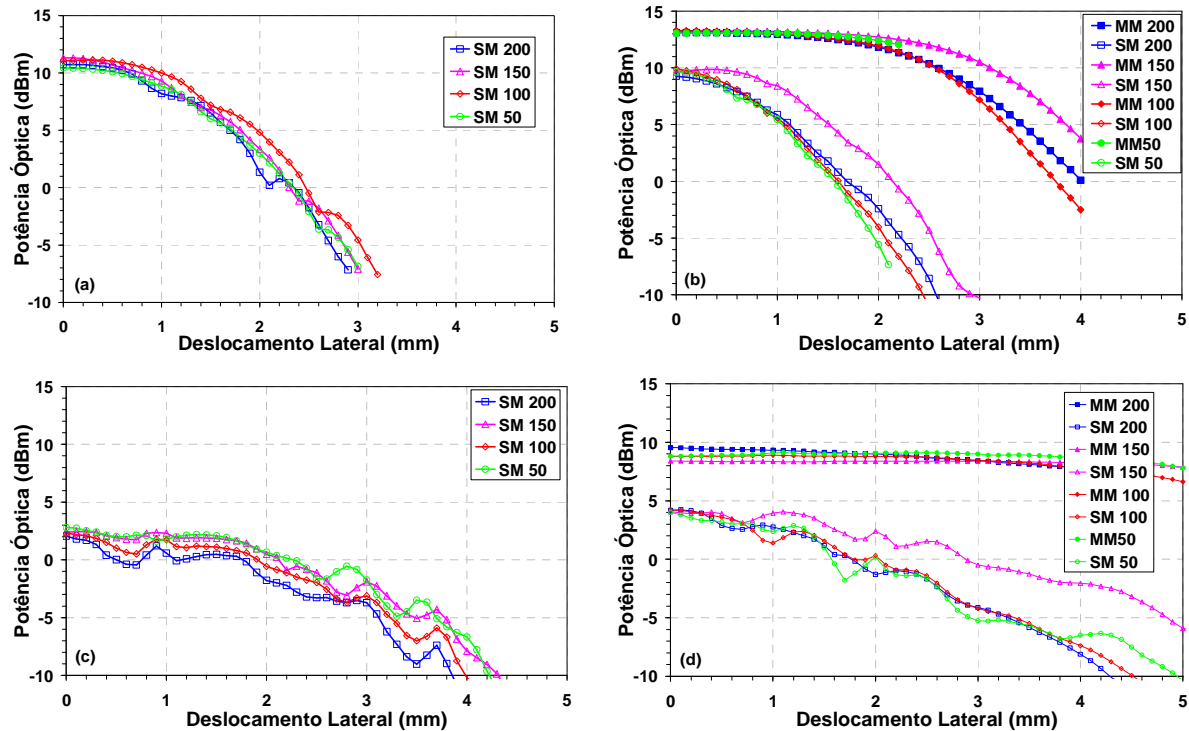 15
10
5
0
-5
-10
Potência Óptica (dBm)
(a)
SM 200
SM 150
SM 100
SM 50
0 1 2 3 4 5
Deslocamento Lateral (mm)
15
10
5
0
-5
-10
Potência Óptica (dBm)
(b)
MM 200
SM 200
MM 150
SM 150
MM 100
SM 100
MM50
SM 50
0 1 2 3 4 5
Deslocamento Lateral (mm)
15
10
5
0
-5
-10
Potência Óptica (dBm)
(c)
SM 200
SM 150
SM 100
SM 50
0 1 2 3 4 5
Deslocamento Lateral (mm)
15
10
5
0
-5
-10
Potência Óptica (dBm)
(d)
MM 200
SM 200
MM 150
SM 150
MM 100
SM 100
MM50
SM 50
0 1 2 3 4 5
Deslocamento Lateral (mm)